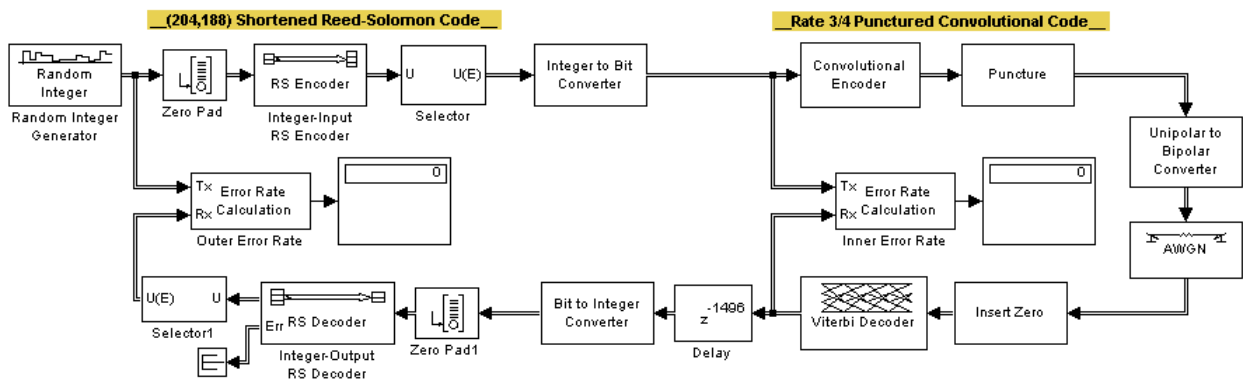 __(204,188) Shortened Reed-Solomon Code__
__Rate 3/4 Punctured Convolutional Code__
Random
Integer
Random Integer
Generator
Zero Pad
RS Encoder
Integer-Input
RS Encoder
U U(E)
Selector
Integer to Bit
Converter
Convolutional
Encoder
Puncture
Unipolar to
Bipolar
Converter
Tx
Rx
Error Rate
Calculation
Outer Error Rate
0
Tx
Rx
Error Rate
Calculation
Inner Error Rate
0
AWGN
U(E) U
Selector1
RS Decoder
Err
Integer-Output
RS Decoder
Zero Pad1
Bit to Integer
Converter
z-1496
Delay
Viterbi Decoder
Insert Zero